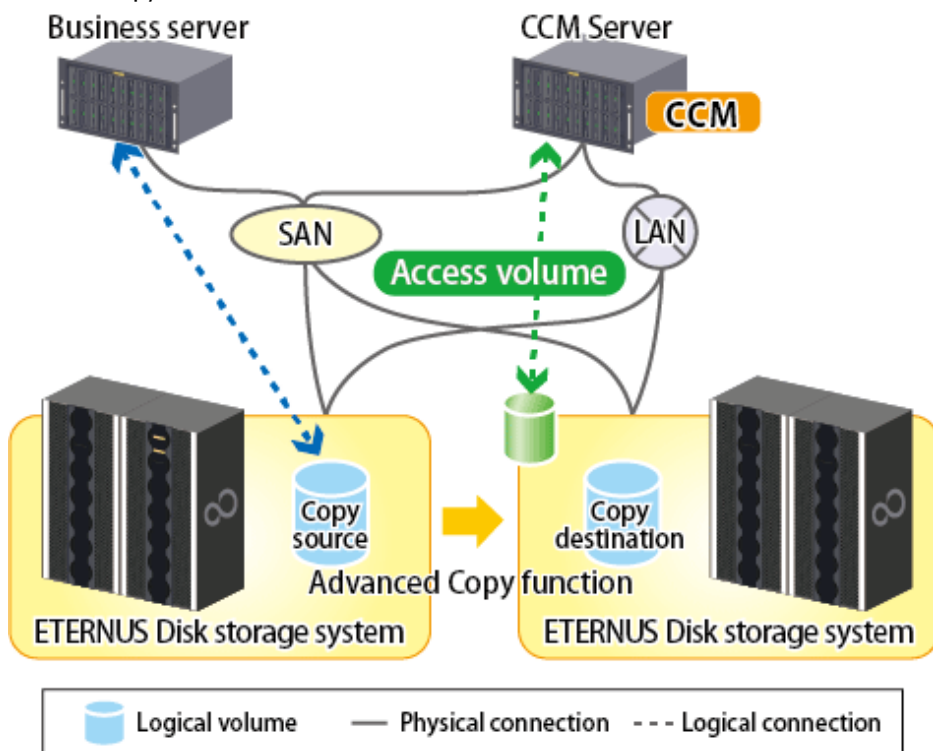 Business server
CCM Server
CCM
SAN
LAN
Access volume
Copy
source
Copy
destination
Advanced Copy function
ETERNUS Disk storage system
ETERNUS Disk storage system
Logical volume
Physical connection
Logical connection